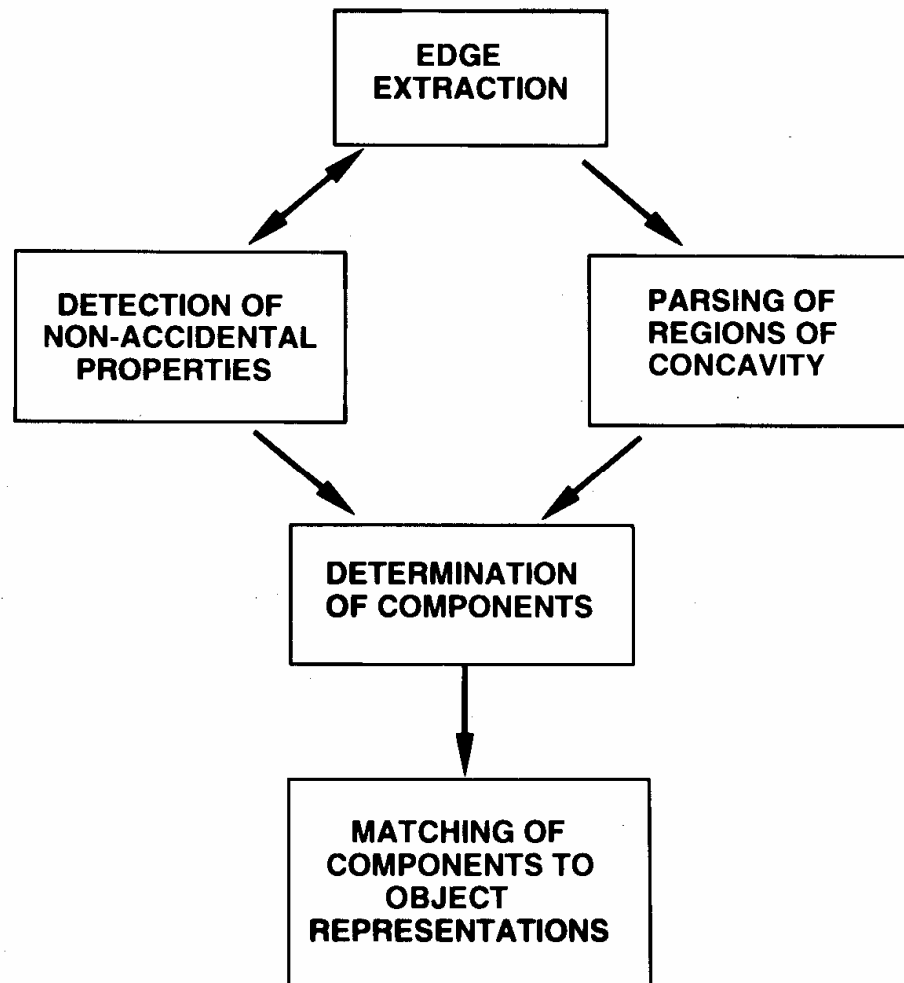 EDGE
EXTRACTION
DETECTION OF
NON-ACCIDENTAL
PROPERTIES
PARSING OF
REGIONS OF
CONCAVITY
DETERMINATION
OF COMPONENTS
MATCHING OF
COMPONENTS TO
OBJECT
REPRESENTATIONS